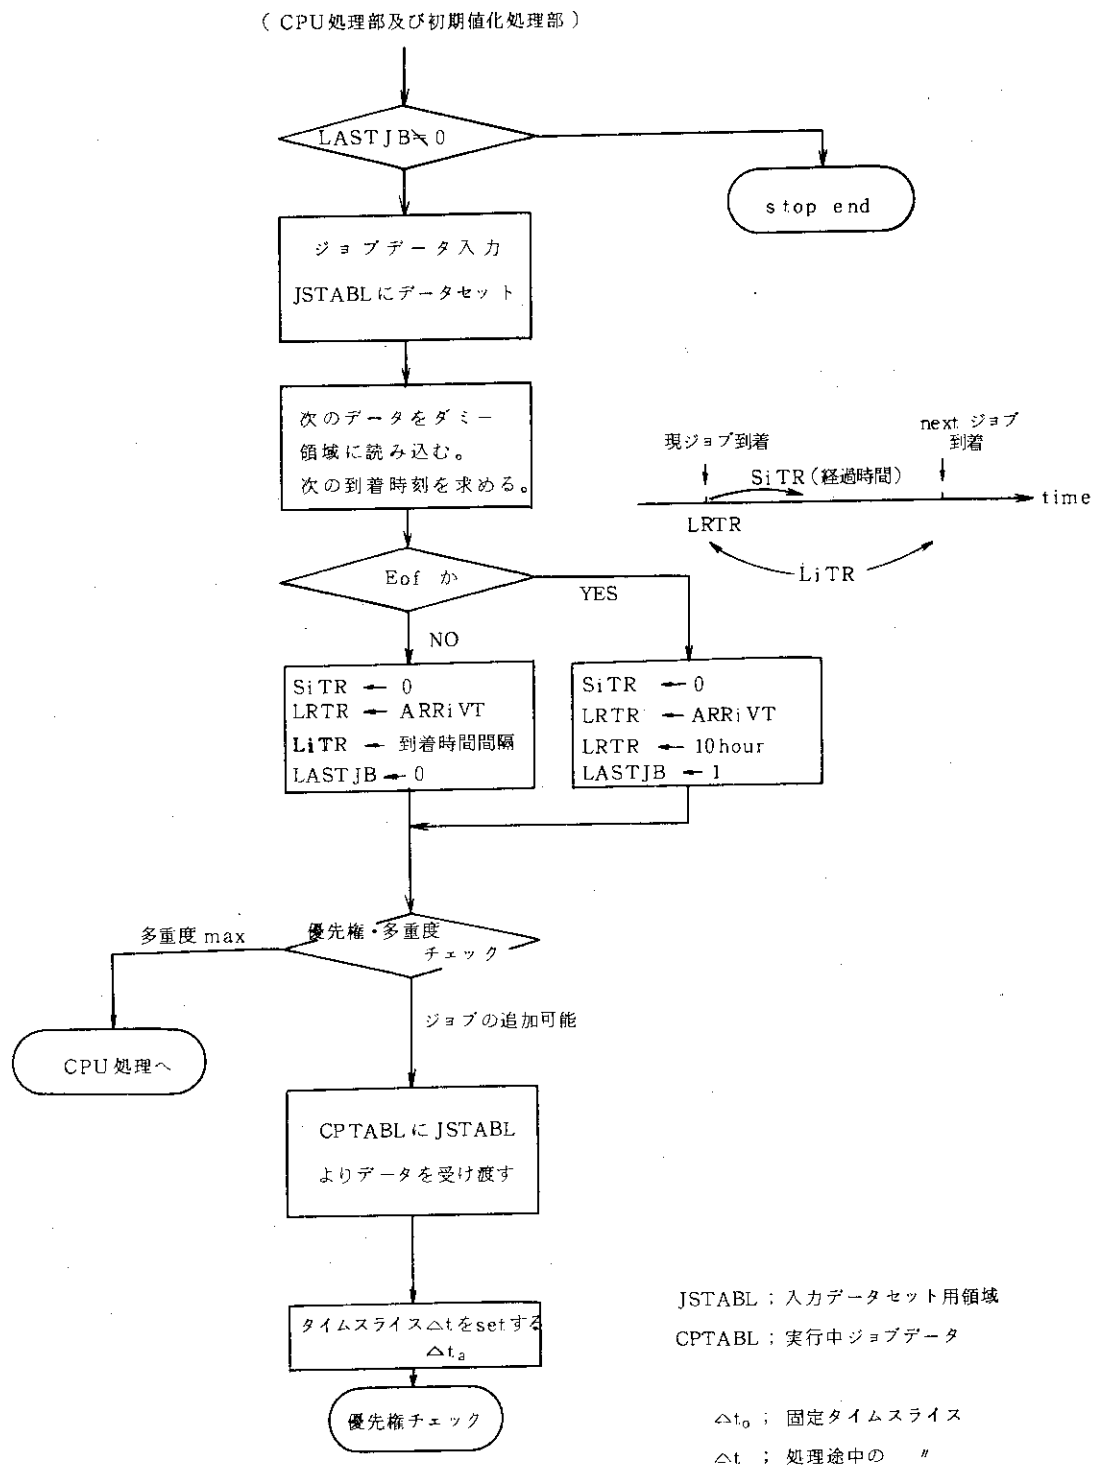 ( CPU処理部及び初期値化処理部 )
LASTJB≒0
stop end
ジョブデータ入力
JSTABLにデータセット
次のデータをダミー
領域に読み込む。
次の到着時刻を求める。
現ジョブ到着
next ジョブ
到着
SiTR(経過時間)
time
LRTR
LiTR
Eof か
YES
NO
SiTR ← 0
LRTR ← ARRiVT
LiTR ← 到着時間間隔
LASTJB ← 0
SiTR ← 0
LRTR ← ARRiVT
LRTR ← 10hour
LASTJB ← 1
多重度 max
優先権・多重度
チェック
ジョブの追加可能
CPU処理へ
CPTABLにJSTABL
よりデータを受け渡す
タイムスライス△tをsetする
△ta
優先権チェック
JSTABL ; 入力データセット用領域
CPTABL ; 実行中ジョブデータ
△t₀ ; 固定タイムスライス
△t ; 処理途中の 〃